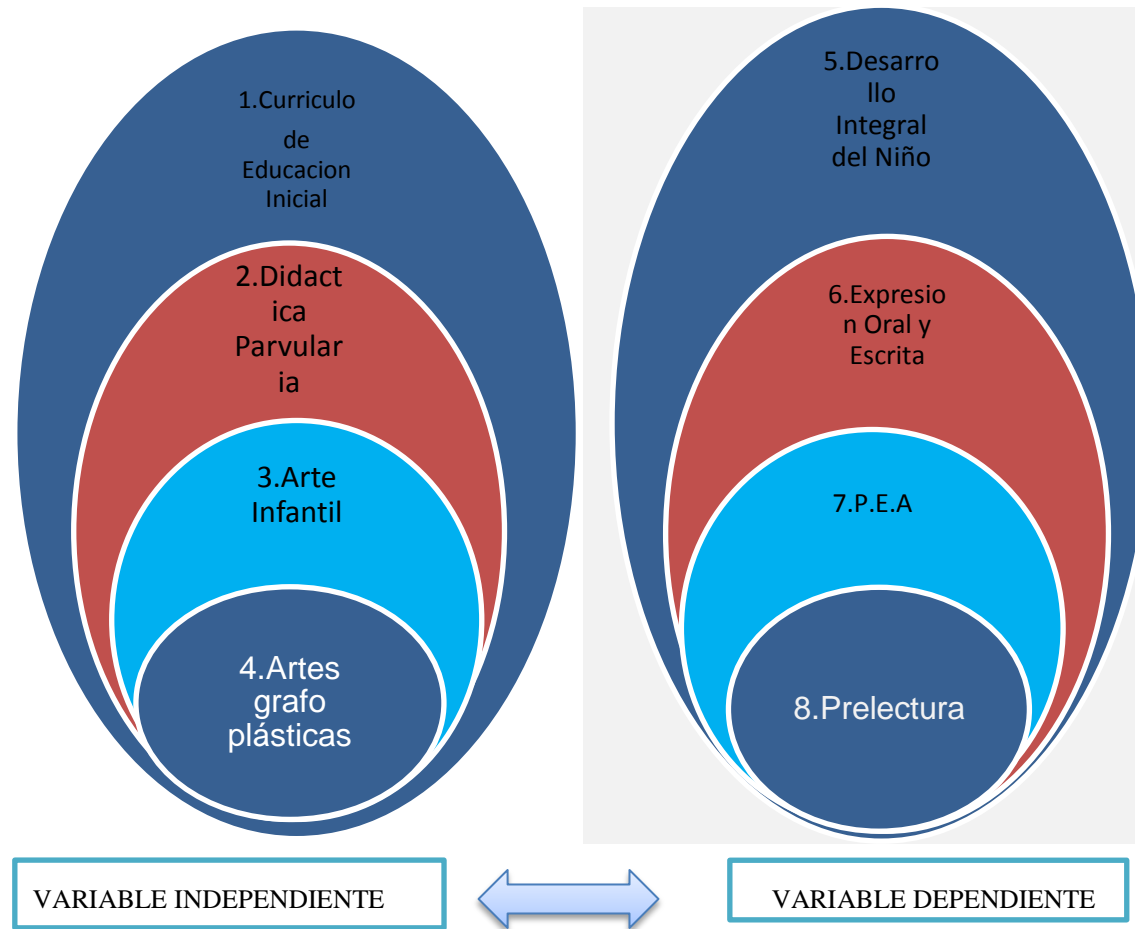 1.Curriculo
de
Educacion
Inicial
2.Didact
ica
Parvular
ia
3.Arte
Infantil
4.Artes
grafo
plásticas
VARIABLE INDEPENDIENTE
5.Desarro
llo
Integral
del Niño
6.Expresio
n Oral y
Escrita
7.P.E.A
8.Prelectura
VARIABLE DEPENDIENTE